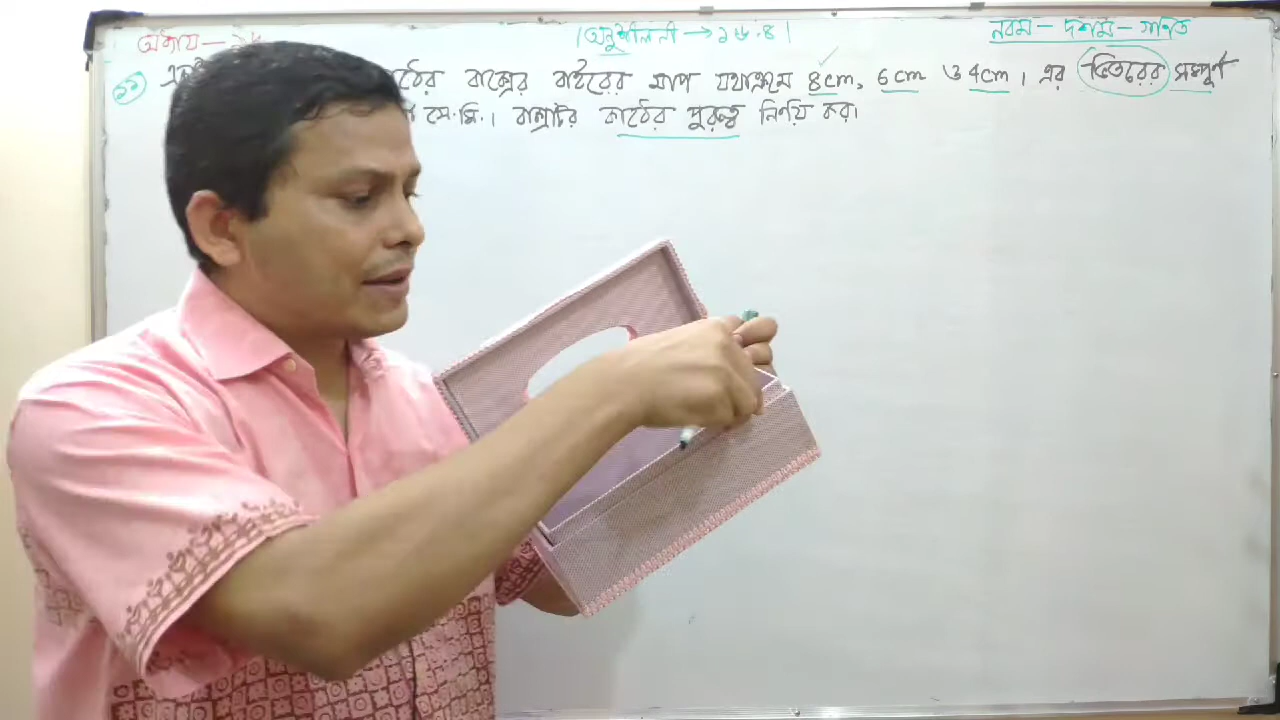 অধ্যায় —
অনুশীলনী → ১৬.৪
নবম - দশম - গণিত
১১ কাঠের বাক্সের বাইরের মাপ যথাক্রমে 8cm, 6cm ও 4cm। এর ভিতরের সম্পূর্ণ
সে.মি.। বাক্সটির কাঠের পুরুত্ব নির্ণয় কর।